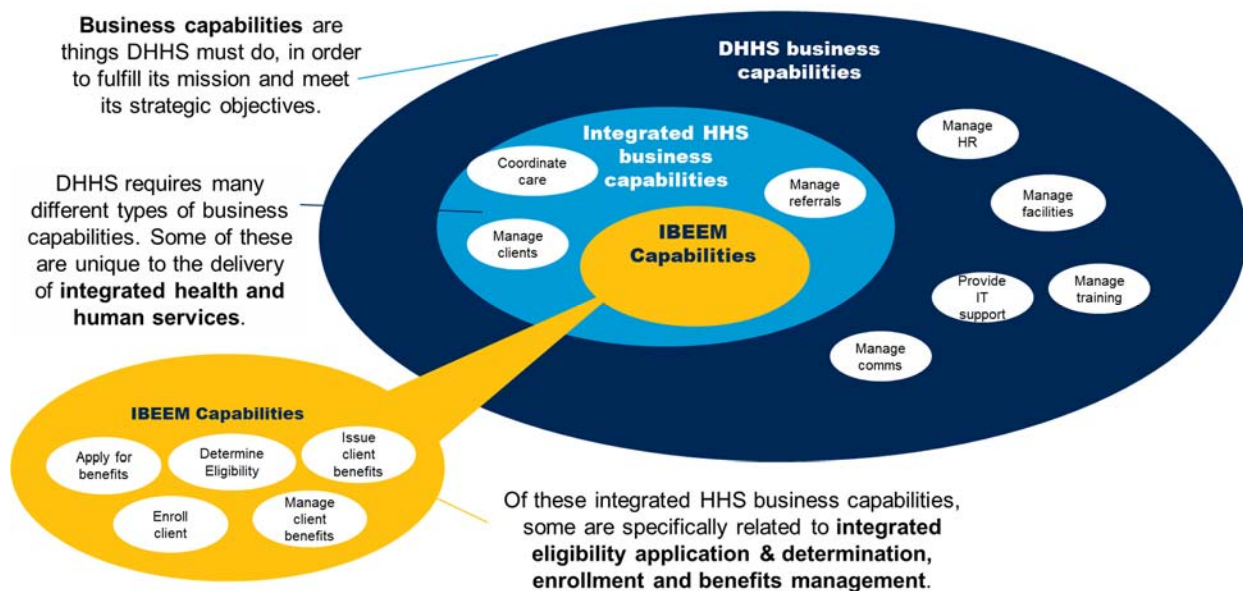 Business capabilities are
things DHHS must do, in order
to fulfill its mission and meet
its strategic objectives.
DHHS requires many
different types of business
capabilities. Some of these
are unique to the delivery
of integrated health and
human services.
DHHS business
capabilities
Manage
HR
Manage
facilities
Provide
IT
support
Manage
training
Manage
comms
Integrated HHS
business
capabilities
Coordinate
care
Manage
referrals
Manage
clients
IBEEM
Capabilities
IBEEM Capabilities
Apply for
benefits
Determine
Eligibility
Issue
client
benefits
Enroll
client
Manage
client
benefits
Of these integrated HHS business capabilities,
some are specifically related to integrated
eligibility application & determination,
enrollment and benefits management.